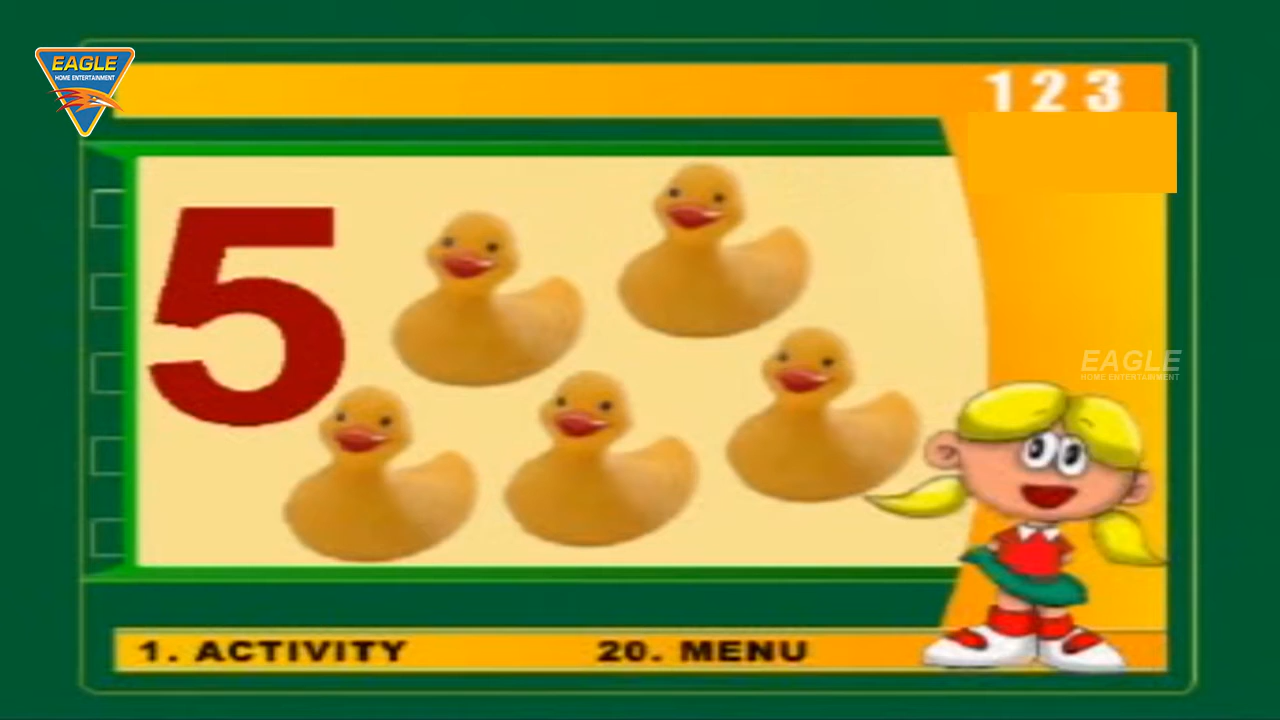 EAGLE
HOME ENTERTAINMENT
1 2 3
5
EAGLE
HOME ENTERTAINMENT
1. ACTIVITY
20. MENU